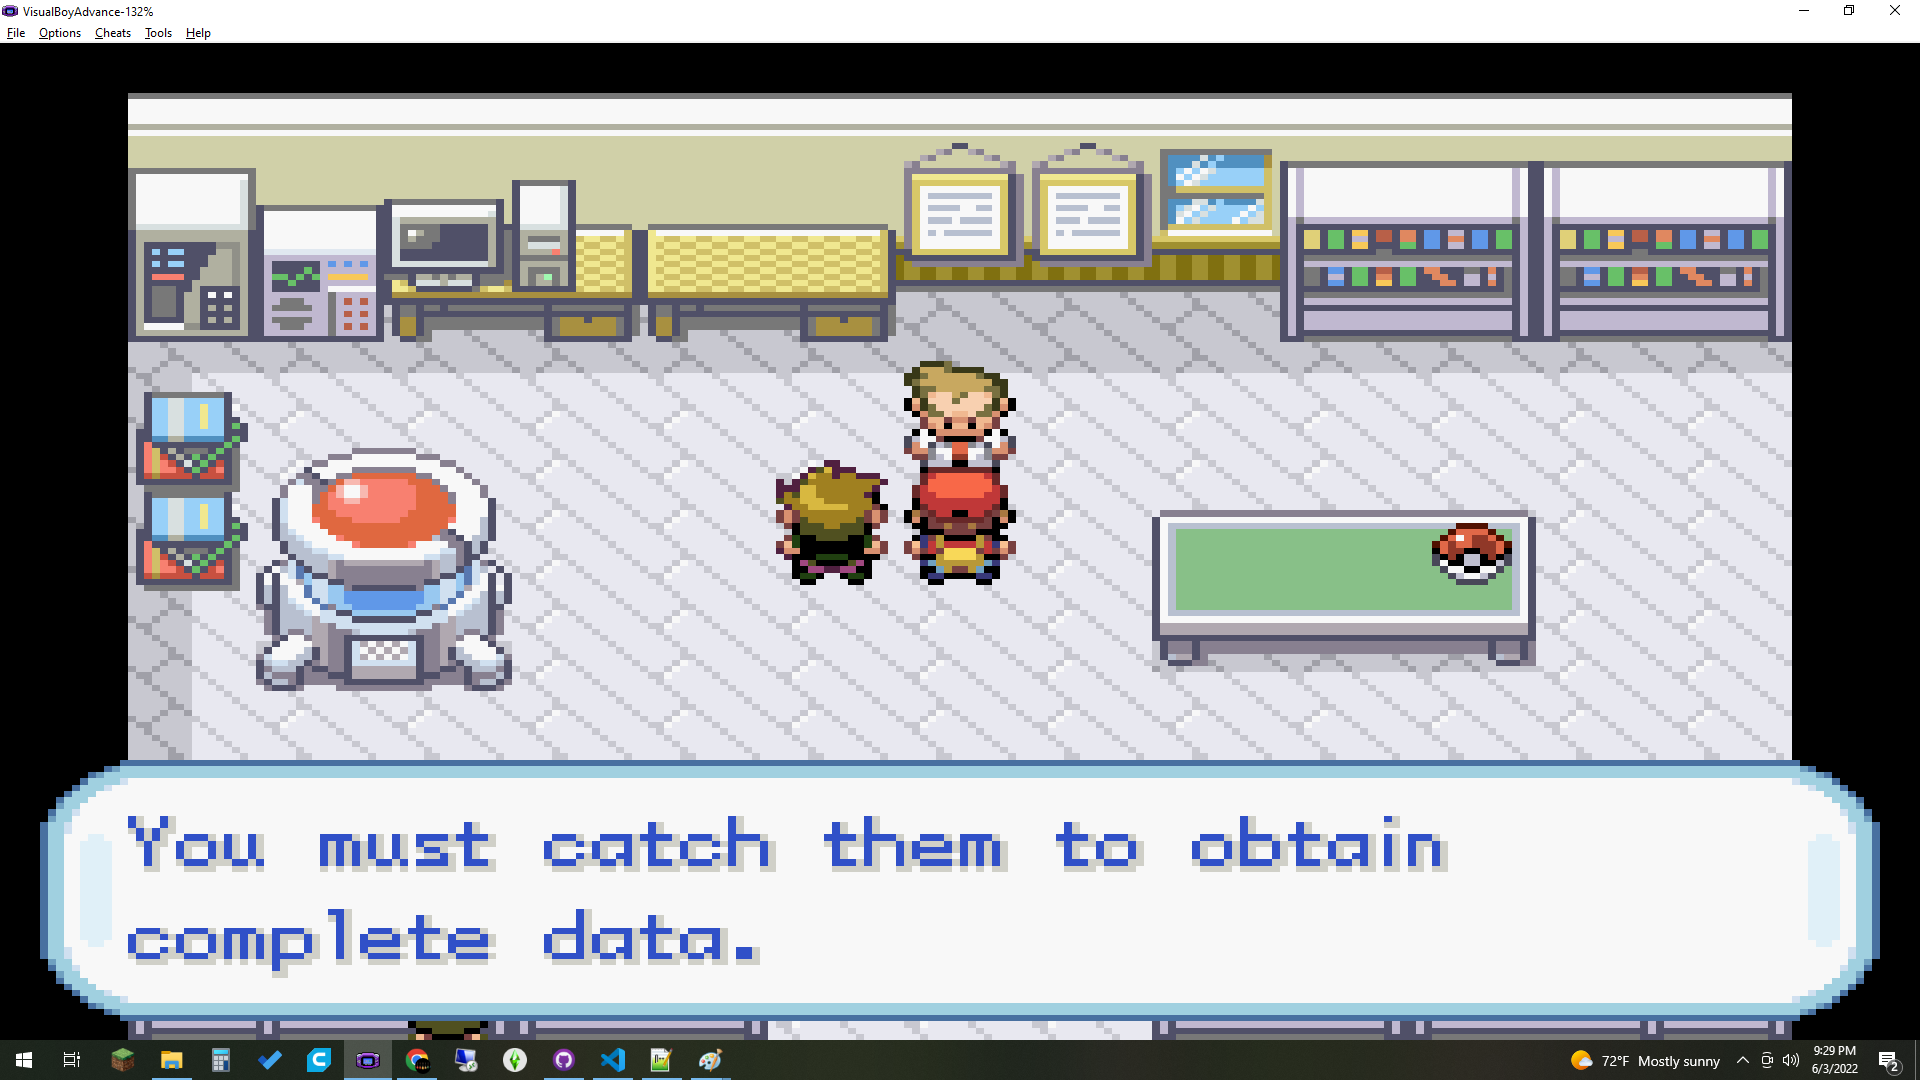 VisualBoyAdvance-132%
File Options Cheats Tools Help
You must catch them to obtain
complete data.
72°F Mostly sunny
9:29 PM
6/3/2022
2